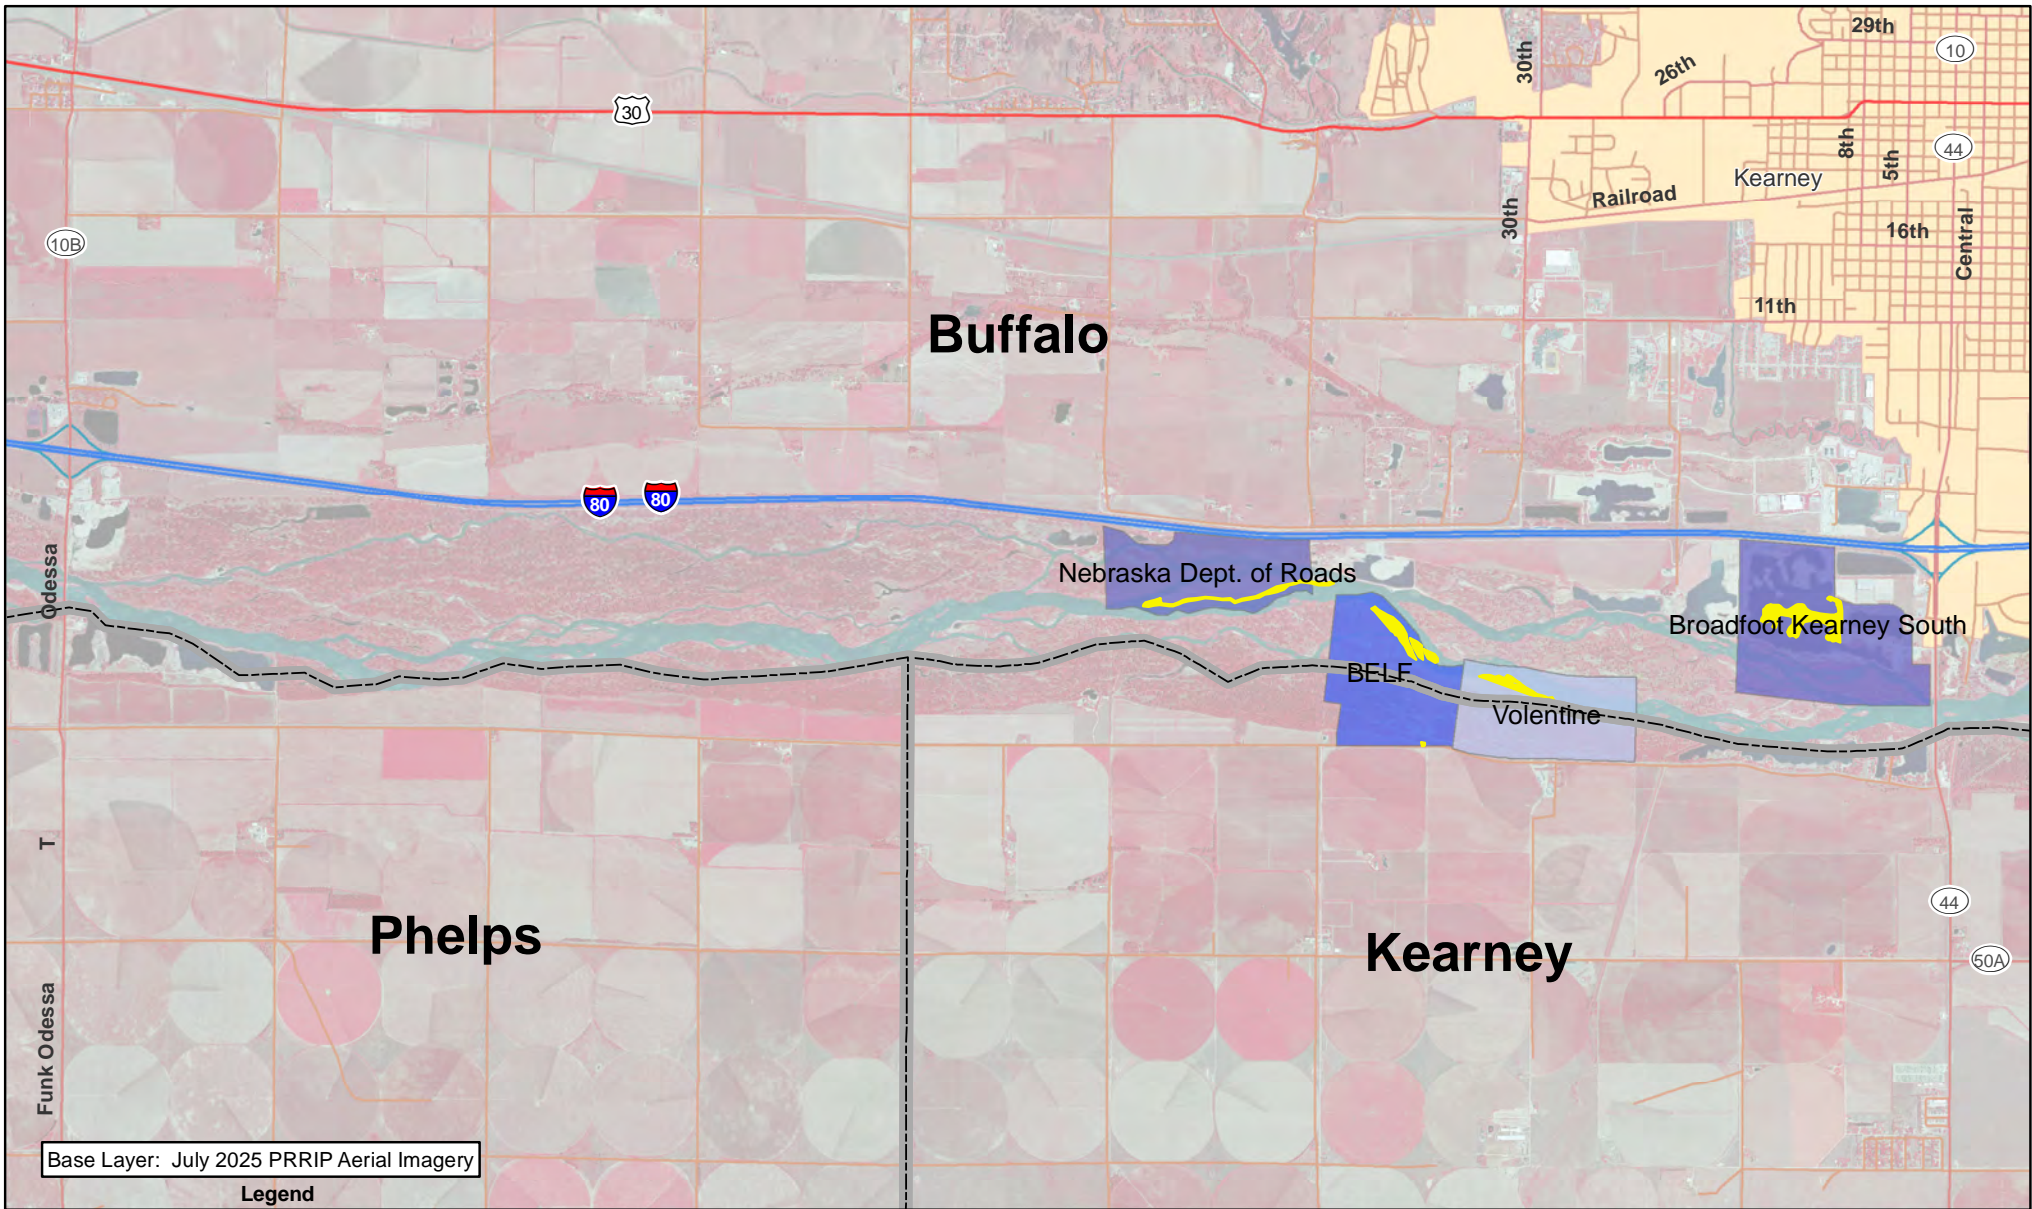 29th
10
30th
26th
30
8th
44
5th
Kearney
Railroad
30th
16th
Central
10B
11th
Buffalo
80
80
Odessa
Nebraska Dept. of Roads
Broadfoot Kearney South
BELF
Volentine
T
44
Phelps
Kearney
50A
Funk Odessa
Base Layer: July 2025 PRRIP Aerial Imagery
Legend